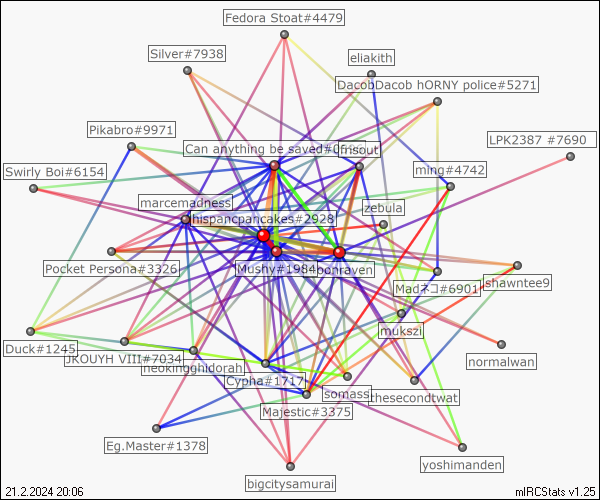 Fedora Stoat#4479
Silver#7938
eliakith
DacobDacob hORNY police#5271
Pikabro#9971
LPK2387 #7690
Can anything be saved#0
frisout
Swirly Boi#6154
ming#4742
marcemadness
zebula
hispancpancakes#2928
Pocket Persona#3326
Mushy#1984
bonraven
shawntee9
Madネコ#6901
mukszi
Duck#1245
JKOUYH VIII#7034
normalwan
neokingghidorah
Cypha#1717
somass
thesecondtwat
Majestic#3375
Eg.Master#1378
yoshimanden
bigcitysamurai
21.2.2024 20:06
mIRCStats v1.25